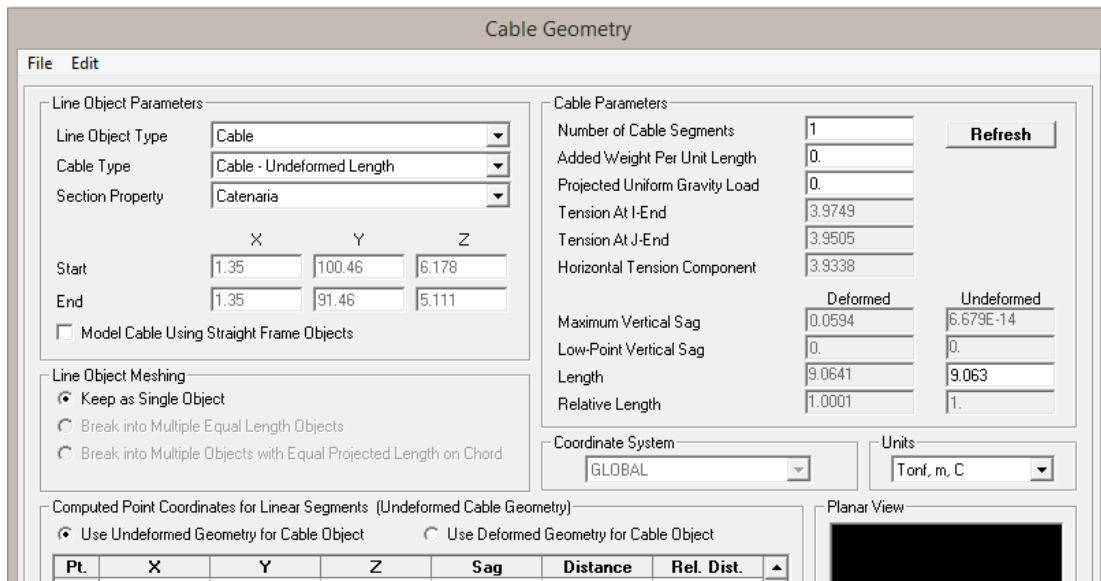 Cable Geometry
File Edit
Line Object Parameters
Line Object Type Cable
Cable Type Cable - Undeformed Length
Section Property Catenaria
X Y Z
Start 1.35 100.46 6.178
End 1.35 91.46 5.111
Model Cable Using Straight Frame Objects
Line Object Meshing
Keep as Single Object
Break into Multiple Equal Length Objects
Break into Multiple Objects with Equal Projected Length on Chord
Cable Parameters
Number of Cable Segments 1 Refresh
Added Weight Per Unit Length 0.
Projected Uniform Gravity Load 0.
Tension At I-End 3.9749
Tension At J-End 3.9505
Horizontal Tension Component 3.9338
Deformed Undeformed
Maximum Vertical Sag 0.0594 6.679E-14
Low-Point Vertical Sag 0. 0.
Length 9.0641 9.063
Relative Length 1.0001 1.
Coordinate System
GLOBAL
Units
Tonf, m, C
Computed Point Coordinates for Linear Segments (Undeformed Cable Geometry)
Use Undeformed Geometry for Cable Object Use Deformed Geometry for Cable Object
Pt. X Y Z Sag Distance Rel. Dist.
Planar View